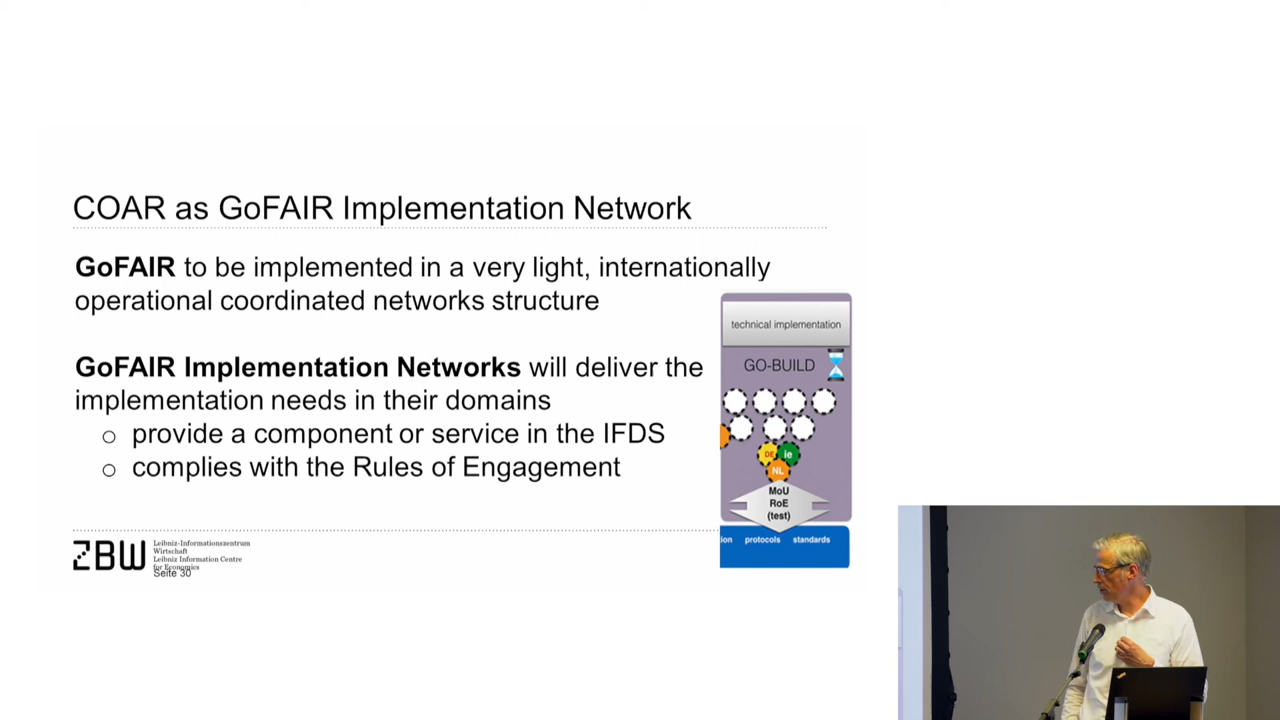 COAR as GoFAIR Implementation Network
GoFAIR to be implemented in a very light, internationally
operational coordinated networks structure
GoFAIR Implementation Networks will deliver the
implementation needs in their domains
o provide a component or service in the IFDS
o complies with the Rules of Engagement
technical implementation
GO-BUILD
DE ie
NL
MoU
RoE
(test)
ion protocols standards
ZBW
Leibniz-Informationszentrum
Wirtschaft
Leibniz Information Centre
for Economics
Seite 30